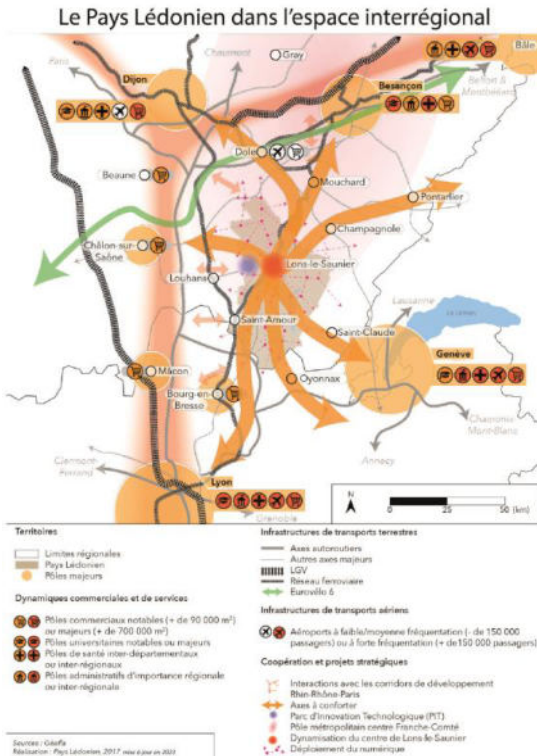 Le Pays Lédonien dans l'espace interrégional
Paris
Chaumont
Gray
Bâle
Dijon
Besançon
Belfort &
Montbéliard
Dole
Beaune
Mouchard
Pontarlier
Champagnole
Châlon-sur-
Saône
Louhans
Lons-le-Saunier
Lausanne
Saint-Amour
Saint-Claude
Genève
Mâcon
Oyonnax
Bourg-en-
Bresse
Chamonix-
Mont-Blanc
Annecy
Clermont-
Ferrand
Lyon
Grenoble
N
0 25 50 (km)
Territoires
Limites régionales
Pays Lédonien
Pôles majeurs
Dynamiques commerciales et de services
Pôles commerciaux notables (+ de 90 000 m²)
ou majeurs (+ de 700 000 m²)
Pôles universitaires notables ou majeurs
Pôles de santé inter-départementaux
ou inter-régionaux
Pôles administratifs d'importance régionale
ou inter-régionale
Sources : Géofla
Réalisation : Pays Lédonien, 2017 mise à jour en 2023
Infrastructures de transports terrestres
Axes autoroutiers
Autres axes majeurs
LGV
Réseau ferroviaire
Eurovélo 6
Infrastructures de transports aériens
Aéroports à faible/moyenne fréquentation (- de 150 000
passagers) ou à forte fréquentation (+ de150 000 passagers)
Coopération et projets stratégiques
Interactions avec les corridors de développement
Rhin-Rhône-Paris
Axes à conforter
Parc d'Innovation Technologique (PIT)
Pôle métropolitain centre Franche-Comté
Dynamisation du centre de Lons-le-Saunier
Déploiement du numérique